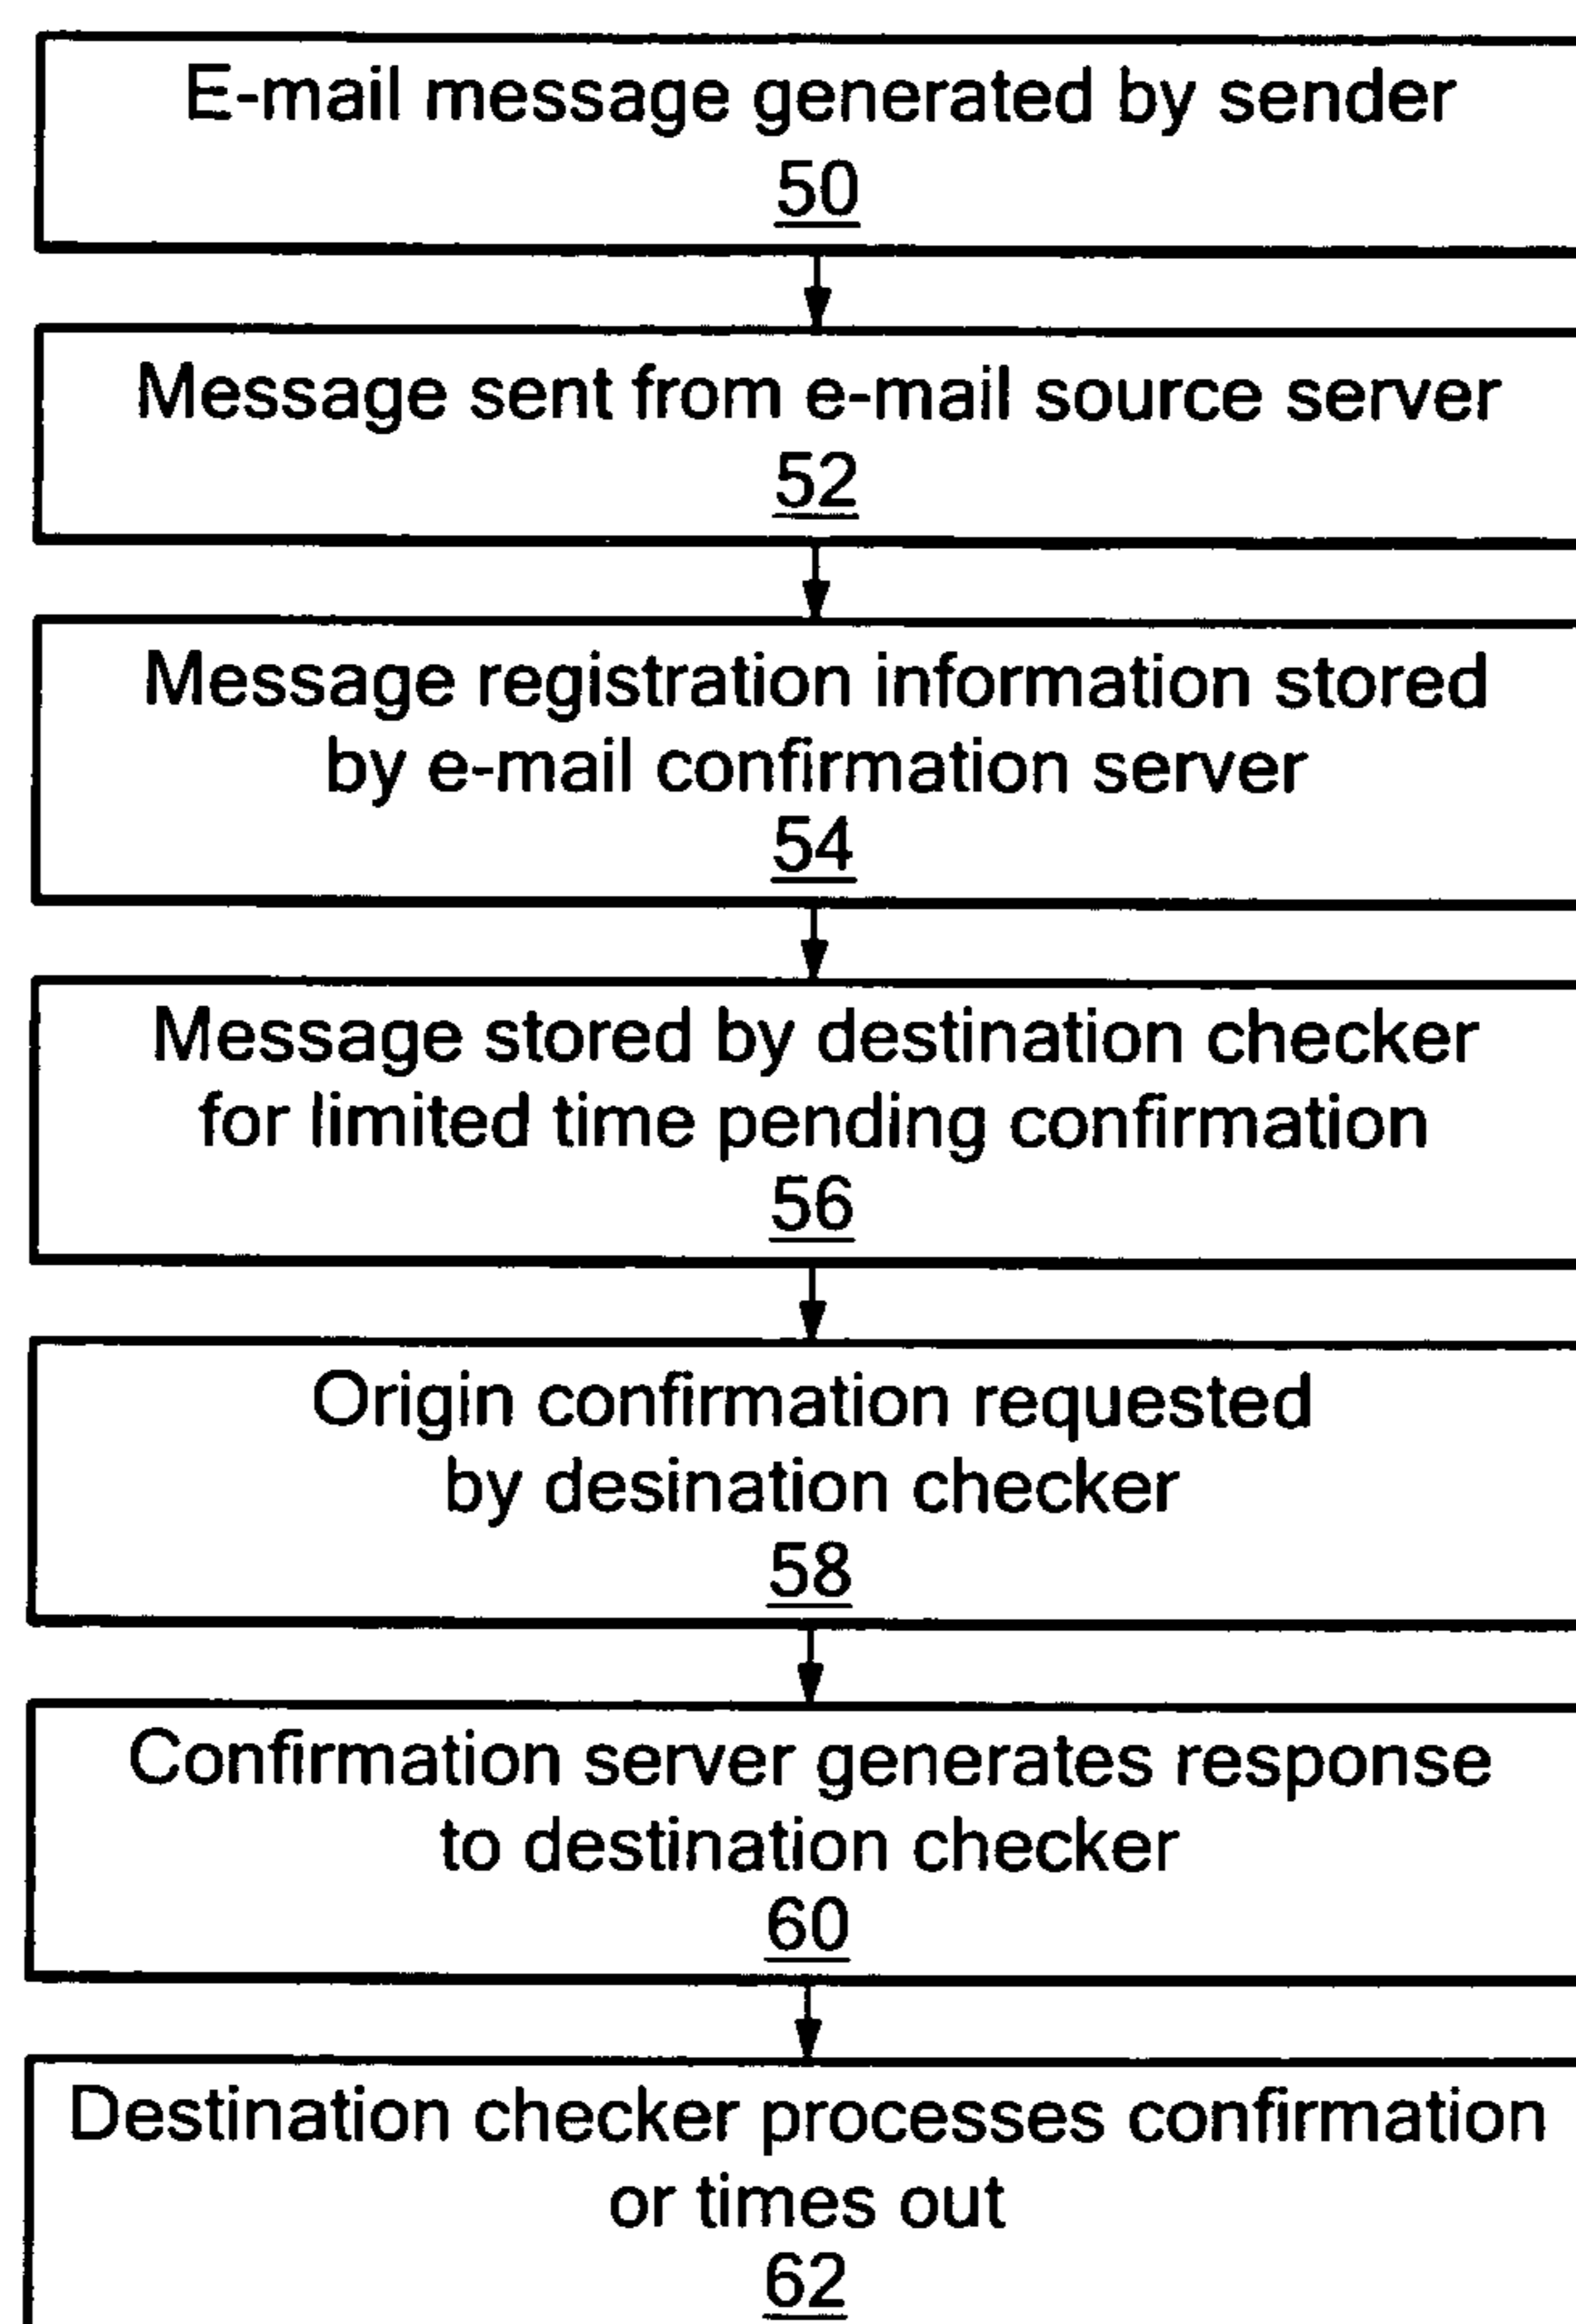 E-mail message generated by sender
50
Message sent from e-mail source server
52
Message registration information stored
by e-mail confirmation server
54
Message stored by destination checker
for limited time pending confirmation
56
Origin confirmation requested
by desination checker
58
Confirmation server generates response
to destination checker
60
Destination checker processes confirmation
or times out
62